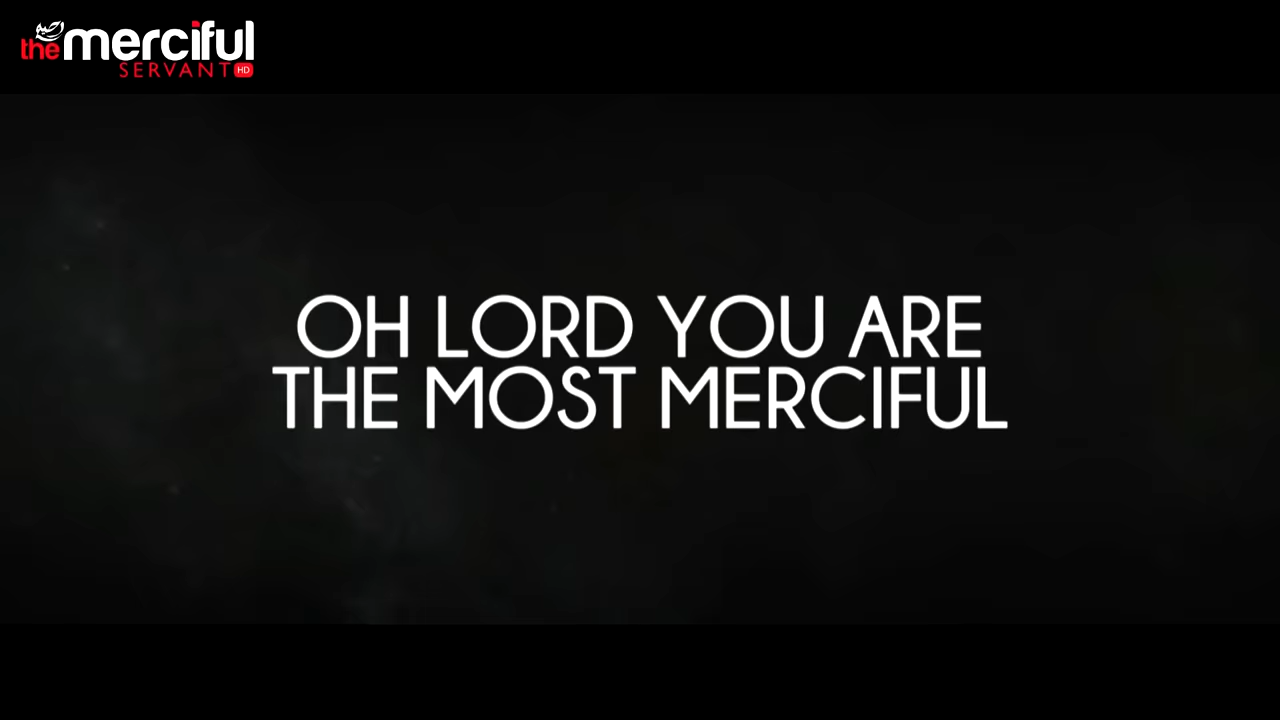 the merciful
SERVANT HD
OH LORD YOU ARE
THE MOST MERCIFUL